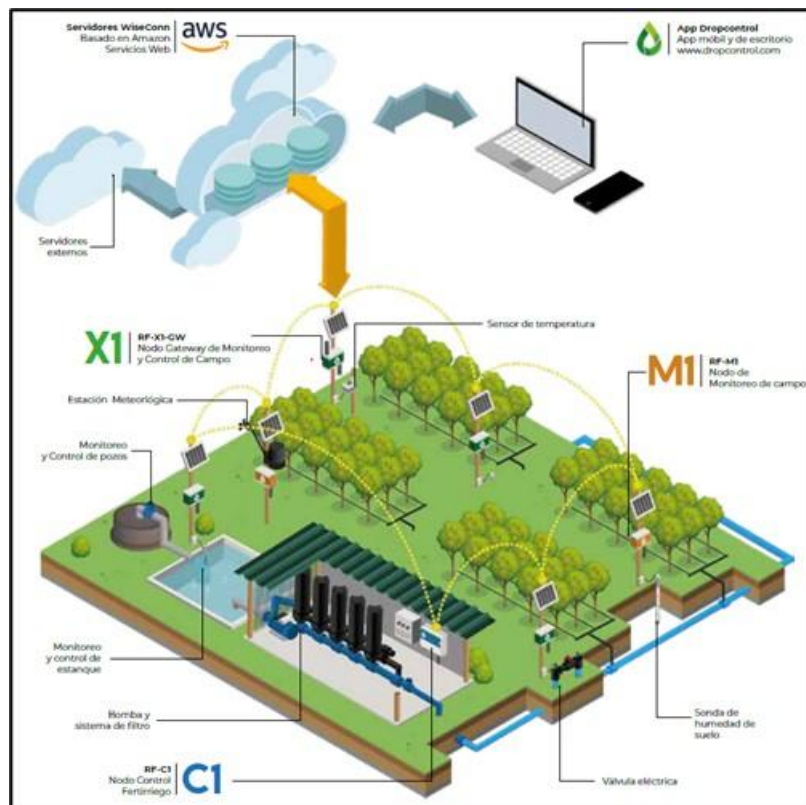 Servidores WiseConn
Basado en Amazon
Servicios Web
aws
App Dropcontrol
App móbil y de escritorio
www.dropcontrol.com
Servidores
externos
X1
RF-X1-GW
Nodo Gateway de Monitoreo
y Control de Campo
Sensor de temperatura
M1
RF-M1
Nodo de
Monitoreo de campo
Estación Meteorlógica
Monitoreo
y Control de pozos
Monitoreo
y control de
estanque
Bomba y
sistema de filtro
Sonda de
humedad de
suelo
RF-C1
Nodo Control
Fertirriego
C1
Válvula eléctrica